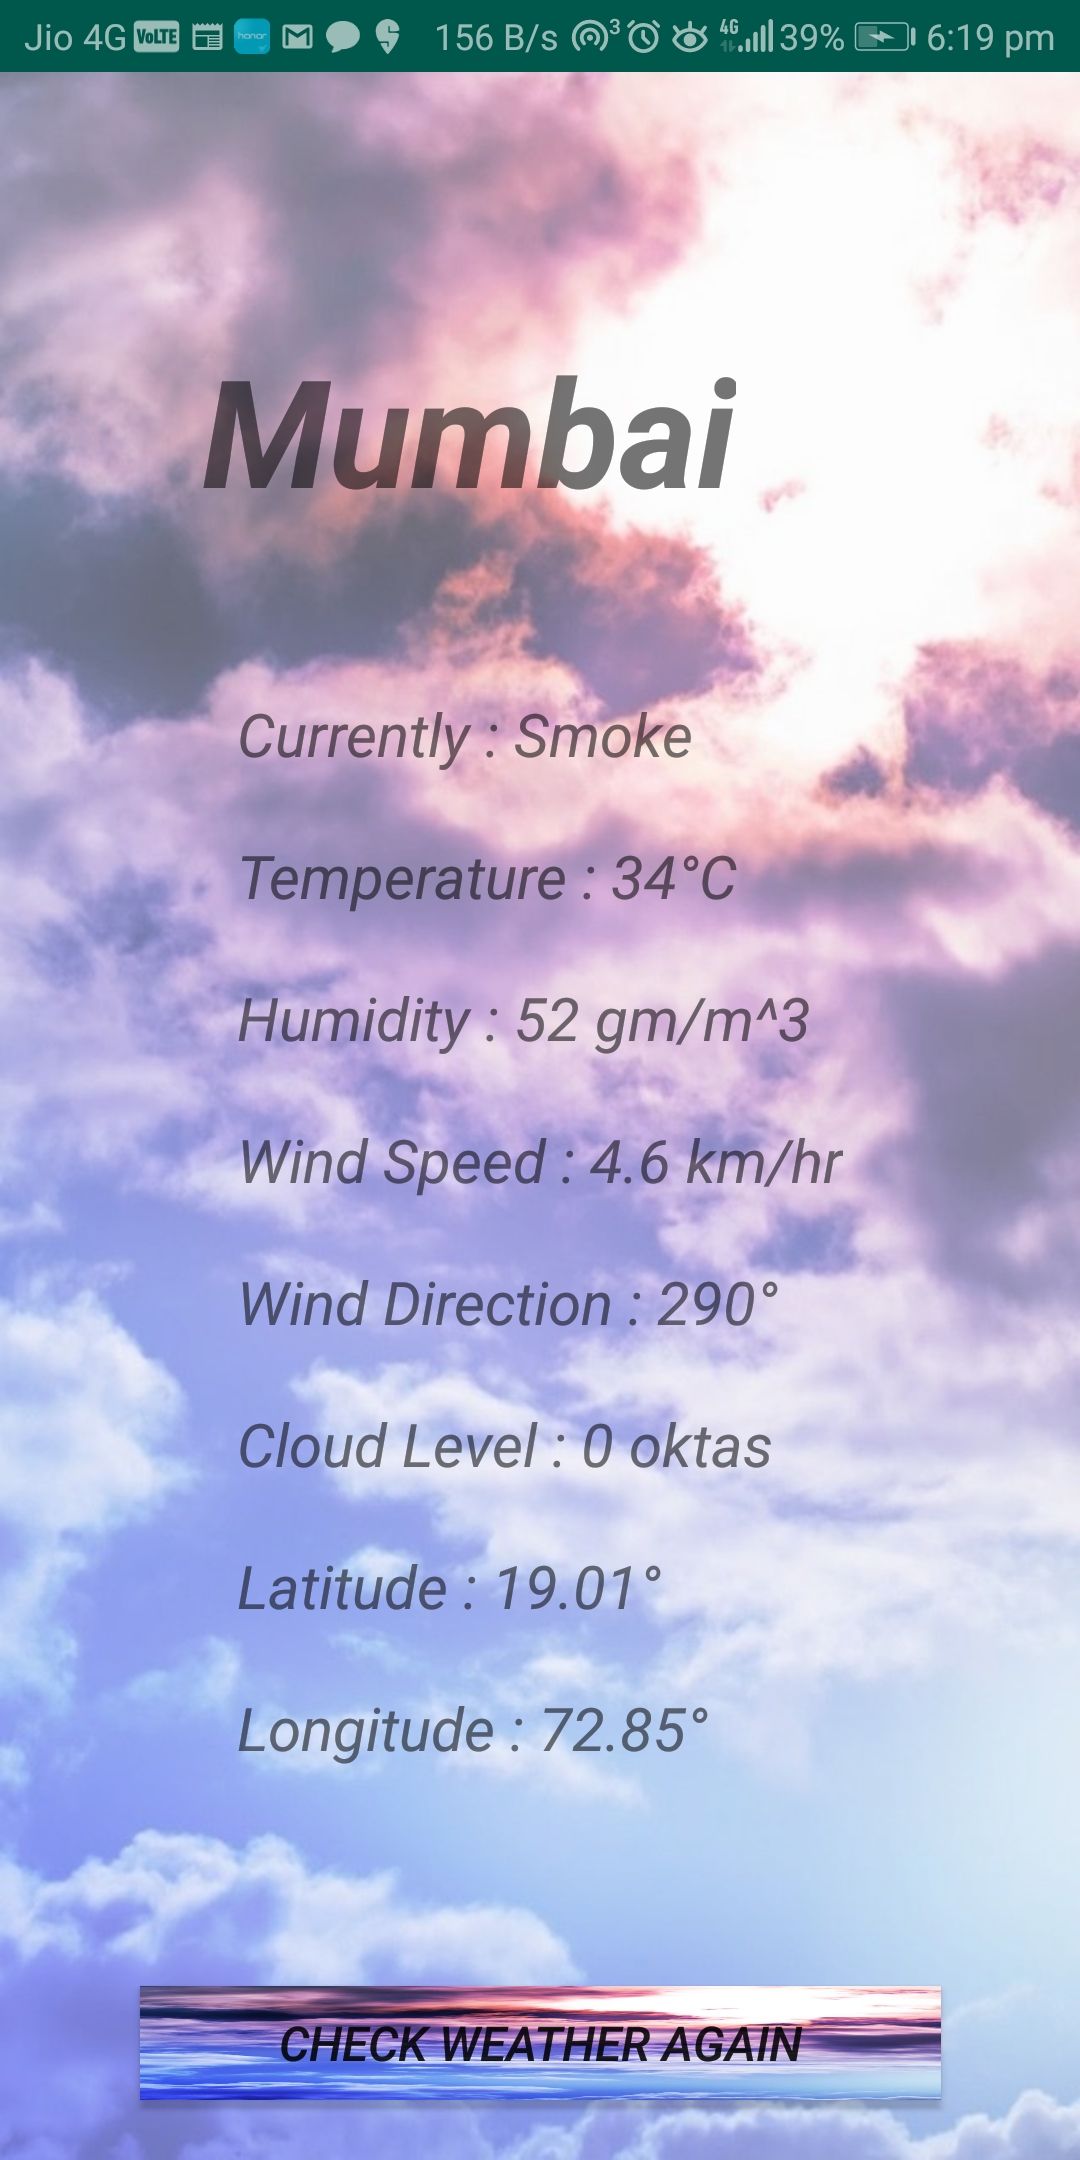 Jio 4G VoLTE honor 156 B/s 3 4G 39% 6:19 pm
Mumbai
Currently : Smoke
Temperature : 34°C
Humidity : 52 gm/m^3
Wind Speed : 4.6 km/hr
Wind Direction : 290°
Cloud Level : 0 oktas
Latitude : 19.01°
Longitude : 72.85°
CHECK WEATHER AGAIN